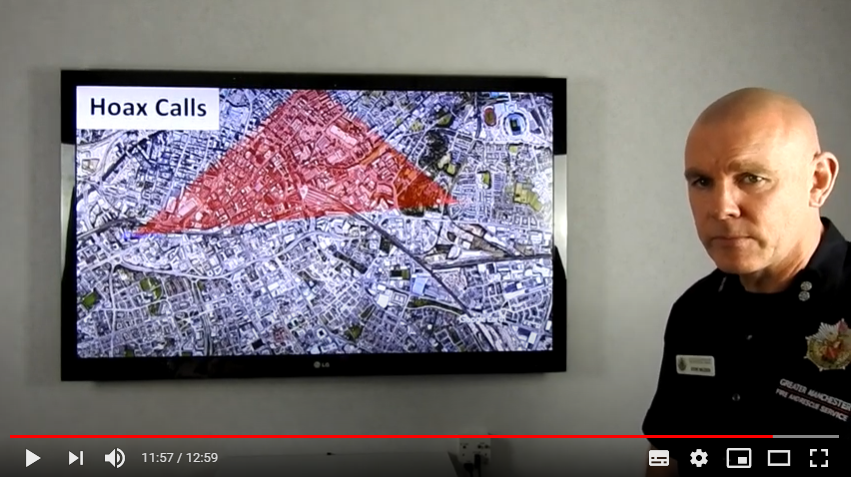 Hoax Calls
LG
GREATER MANCHESTER
FIRE AND RESCUE SERVICE
11:57 / 12:59